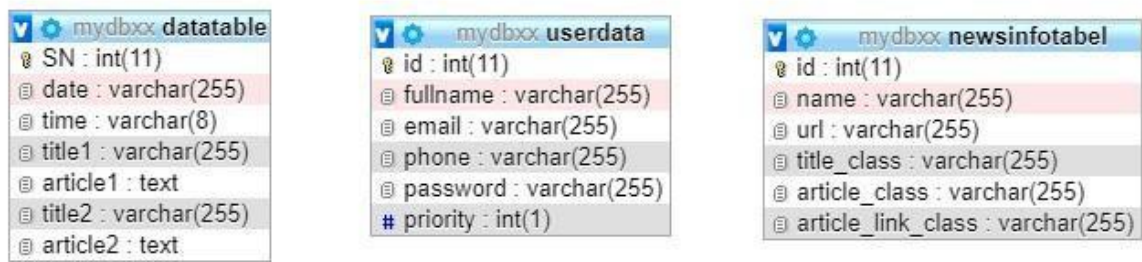 mydbxx datatable
SN : int(11)
date : varchar(255)
time : varchar(8)
title1 : varchar(255)
article1 : text
title2 : varchar(255)
article2 : text
mydbxx userdata
id : int(11)
fullname : varchar(255)
email : varchar(255)
phone : varchar(255)
password : varchar(255)
# priority : int(1)
mydbxx newsinfotabel
id : int(11)
name : varchar(255)
url : varchar(255)
title_class : varchar(255)
article_class : varchar(255)
article_link_class : varchar(255)